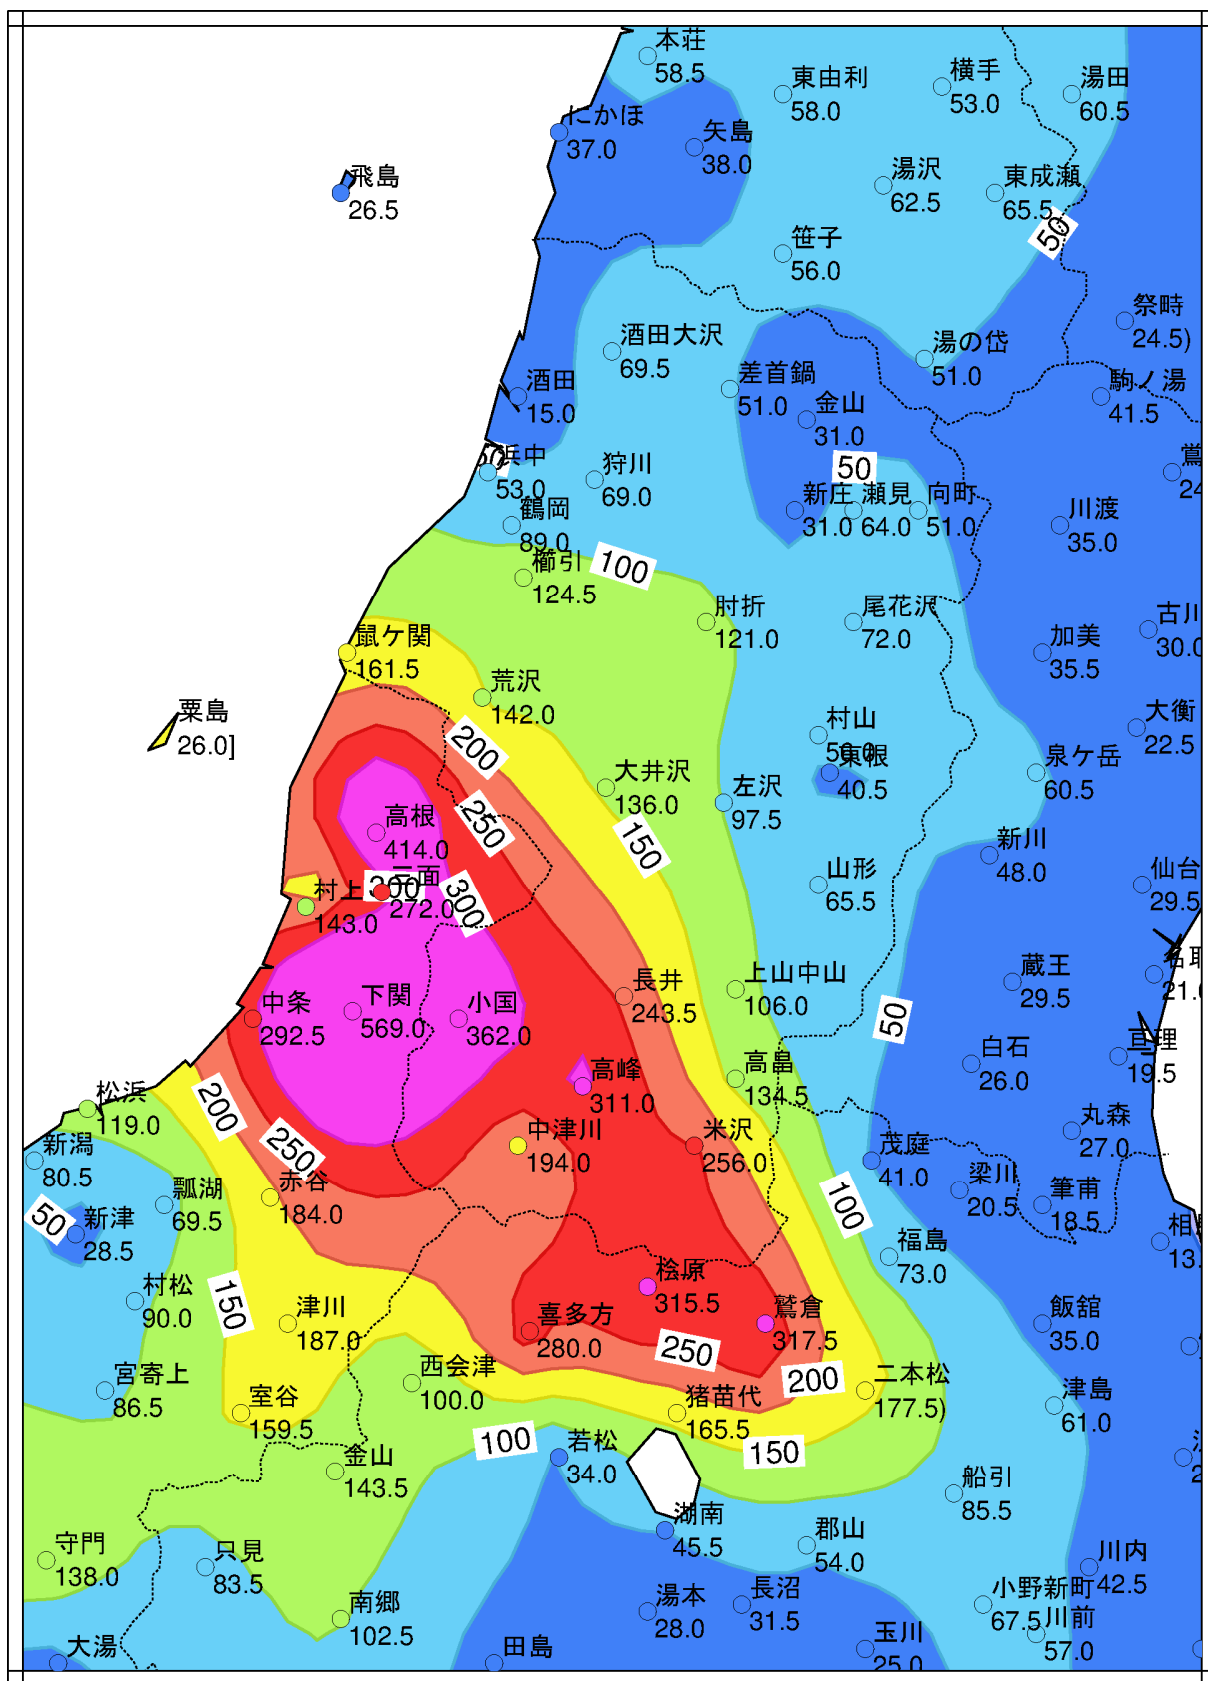 本荘
58.5
東由利
58.0
横手
53.0
湯田
60.5
にかほ
37.0
矢島
38.0
飛島
26.5
湯沢
62.5
東成瀬
65.5
50
笹子
56.0
祭時
24.5)
酒田大沢
69.5
湯の岱
51.0
酒田
15.0
差首鍋
51.0
金山
31.0
駒ノ湯
41.5
浜中
53.0
狩川
69.0
50
鶴岡
89.0
新庄
31.0
瀬見
64.0
向町
51.0
川渡
35.0
100
櫛引
124.5
肘折
121.0
尾花沢
72.0
古川
30.0
鼠ケ関
161.5
加美
35.5
荒沢
142.0
粟島
26.0]
200
村山
大衡
22.5
東根
40.5
泉ケ岳
60.5
大井沢
136.0
左沢
97.5
高根
414.0
250
150
新川
48.0
300
村上
143.0
272.0
300
山形
65.5
仙台
29.5
長井
243.5
上山中山
106.0
蔵王
29.5
中条
292.5
下関
569.0
小国
362.0
50
白石
26.0
亘理
19.5
高峰
311.0
高畠
134.5
松浜
119.0
200
丸森
27.0
新潟
80.5
250
中津川
194.0
米沢
256.0
茂庭
41.0
梁川
20.5
筆甫
18.5
瓢湖
69.5
赤谷
184.0
50
新津
28.5
100
福島
73.0
村松
90.0
150
津川
187.0
桧原
315.5
鷲倉
317.5
飯舘
35.0
喜多方
280.0
250
宮寄上
86.5
室谷
159.5
西会津
100.0
200
二本松
177.5)
津島
61.0
猪苗代
165.5
100
150
金山
143.5
若松
34.0
船引
85.5
湖南
45.5
郡山
54.0
守門
138.0
只見
83.5
川内
42.5
南郷
102.5
湯本
28.0
長沼
31.5
小野新町
67.5
川前
57.0
大湯
田島
玉川
25.0